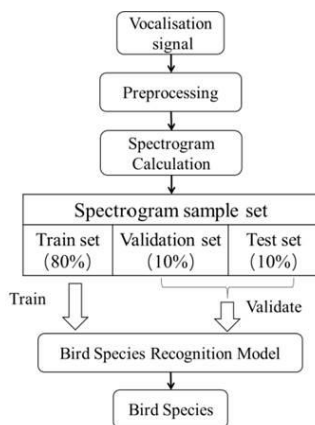 Vocalisation
signal
Preprocessing
Spectrogram
Calculation
Spectrogram sample set
Train set Validation set Test set
(80%) (10%) (10%)
Train
Validate
Bird Species Recognition Model
Bird Species